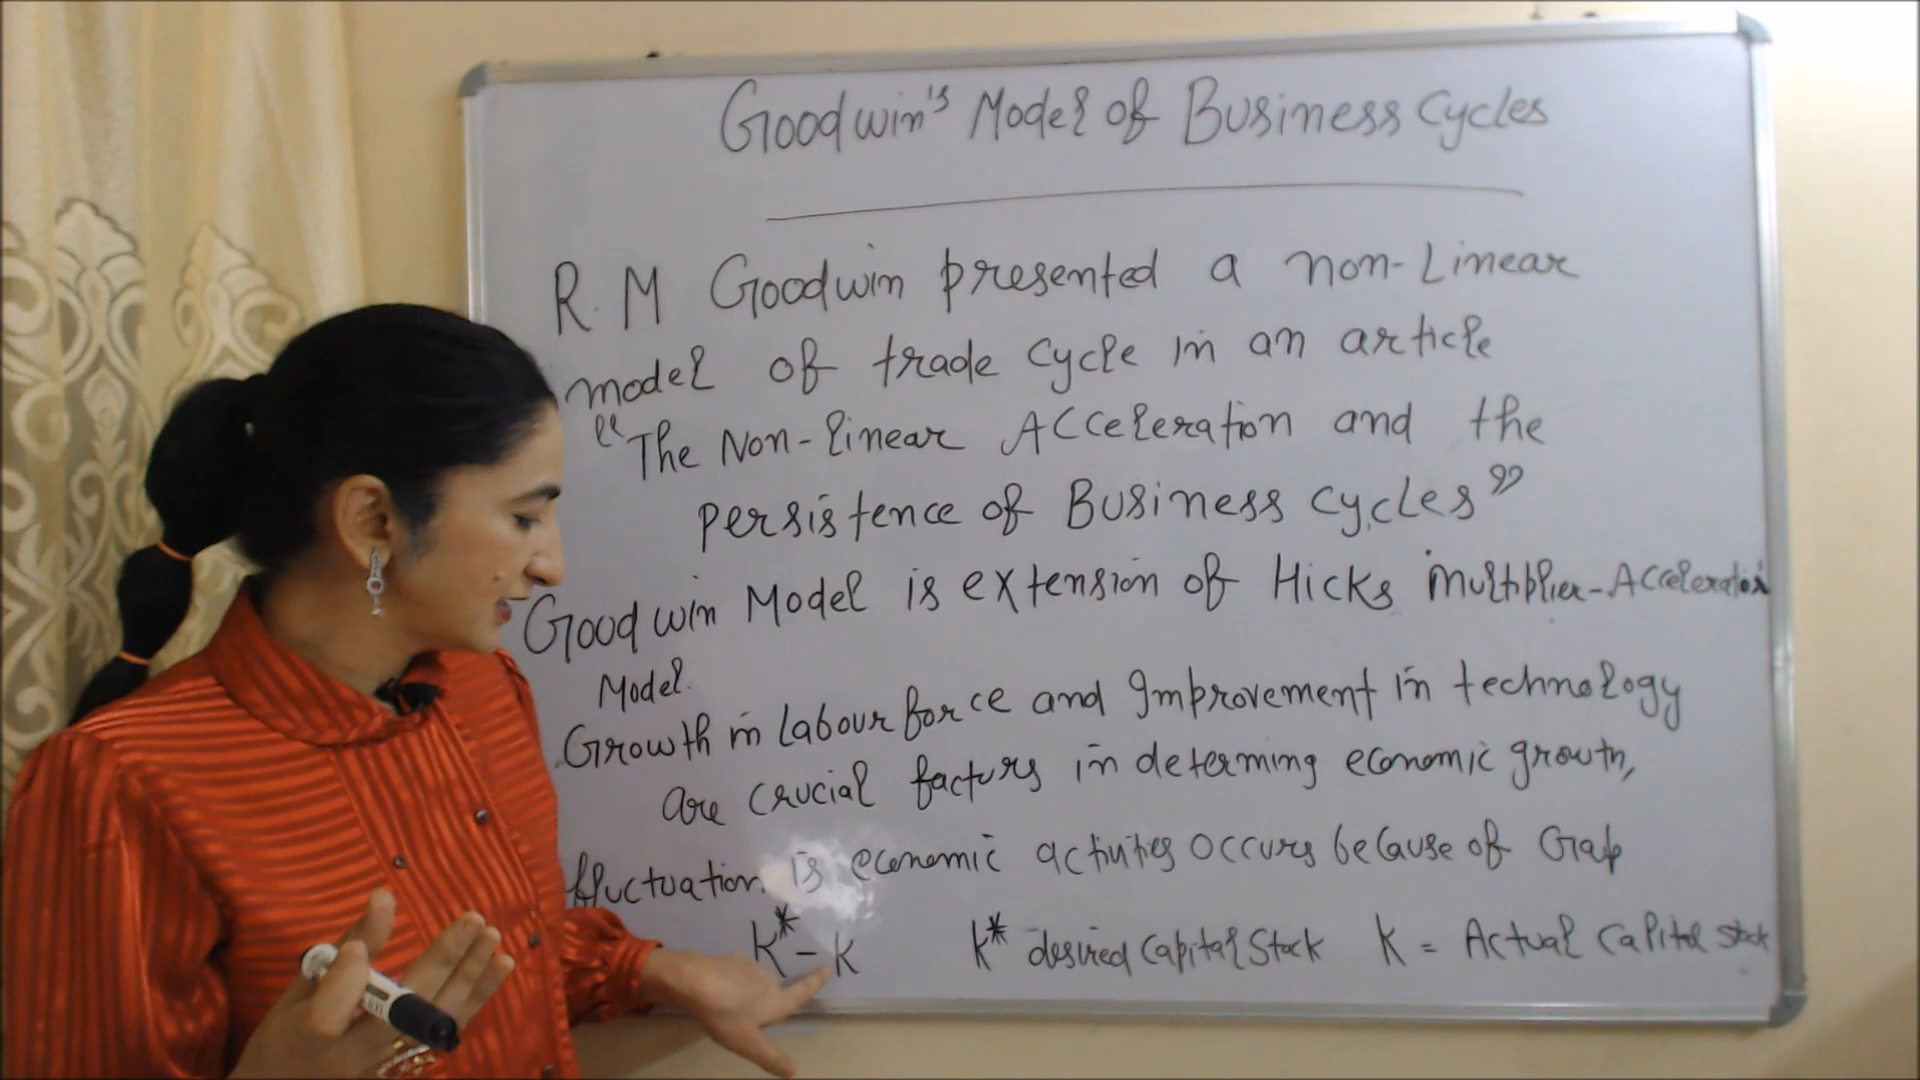 Goodwin's Model of Business Cycles
R.M Goodwin presented a non-Linear
model of trade cycle in an article
"The Non-linear Acceleration and the
persistence of Business cycles"
Goodwin Model is extension of Hicks multiplier-Accelerator
Model.
Growth in labour force and Improvement in technology
are crucial factors in determing economic growth,
fluctuation is economic activities occurs because of Gap
K* - K K* desired capital Stock K = Actual capital stock